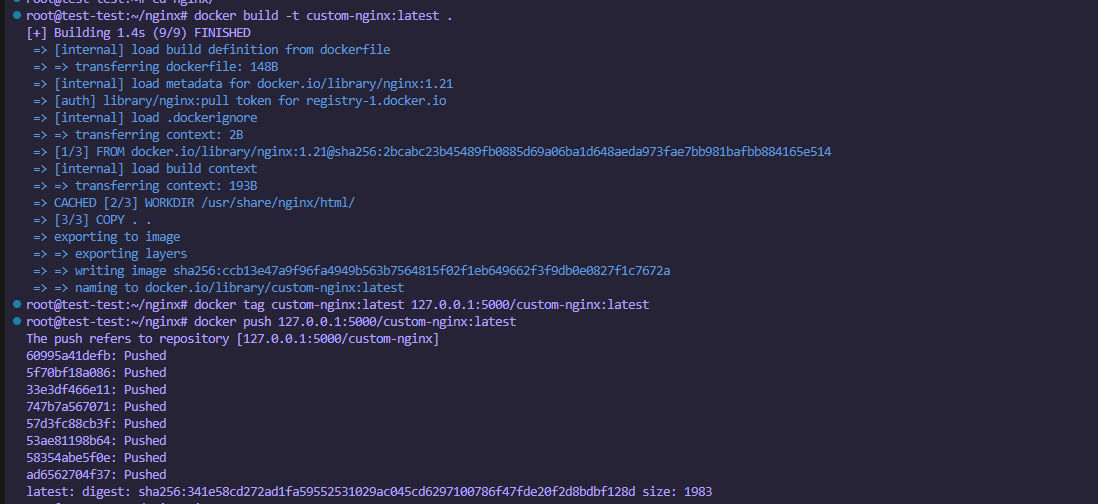 root@test-test:~/nginx# docker build -t custom-nginx:latest .
[+] Building 1.4s (9/9) FINISHED
=> [internal] load build definition from dockerfile
=> => transferring dockerfile: 148B
=> [internal] load metadata for docker.io/library/nginx:1.21
=> [auth] library/nginx:pull token for registry-1.docker.io
=> [internal] load .dockerignore
=> => transferring context: 2B
=> [1/3] FROM docker.io/library/nginx:1.21@sha256:2bcabc23b45489fb0885d69a06ba1d648aeda973fae7bb981bafbb884165e514
=> [internal] load build context
=> => transferring context: 193B
=> CACHED [2/3] WORKDIR /usr/share/nginx/html/
=> [3/3] COPY . .
=> exporting to image
=> => exporting layers
=> => writing image sha256:ccb13e47a9f96fa4949b563b7564815f02f1eb649662f3f9db0e0827f1c7672a
=> => naming to docker.io/library/custom-nginx:latest
root@test-test:~/nginx# docker tag custom-nginx:latest 127.0.0.1:5000/custom-nginx:latest
root@test-test:~/nginx# docker push 127.0.0.1:5000/custom-nginx:latest
The push refers to repository [127.0.0.1:5000/custom-nginx]
60995a41defb: Pushed
5f70bf18a086: Pushed
33e3df466e11: Pushed
747b7a567071: Pushed
57d3fc88cb3f: Pushed
53ae81198b64: Pushed
58354abe5f0e: Pushed
ad6562704f37: Pushed
latest: digest: sha256:341e58cd272ad1fa59552531029ac045cd6297100786f47fde20f2d8bdbf128d size: 1983